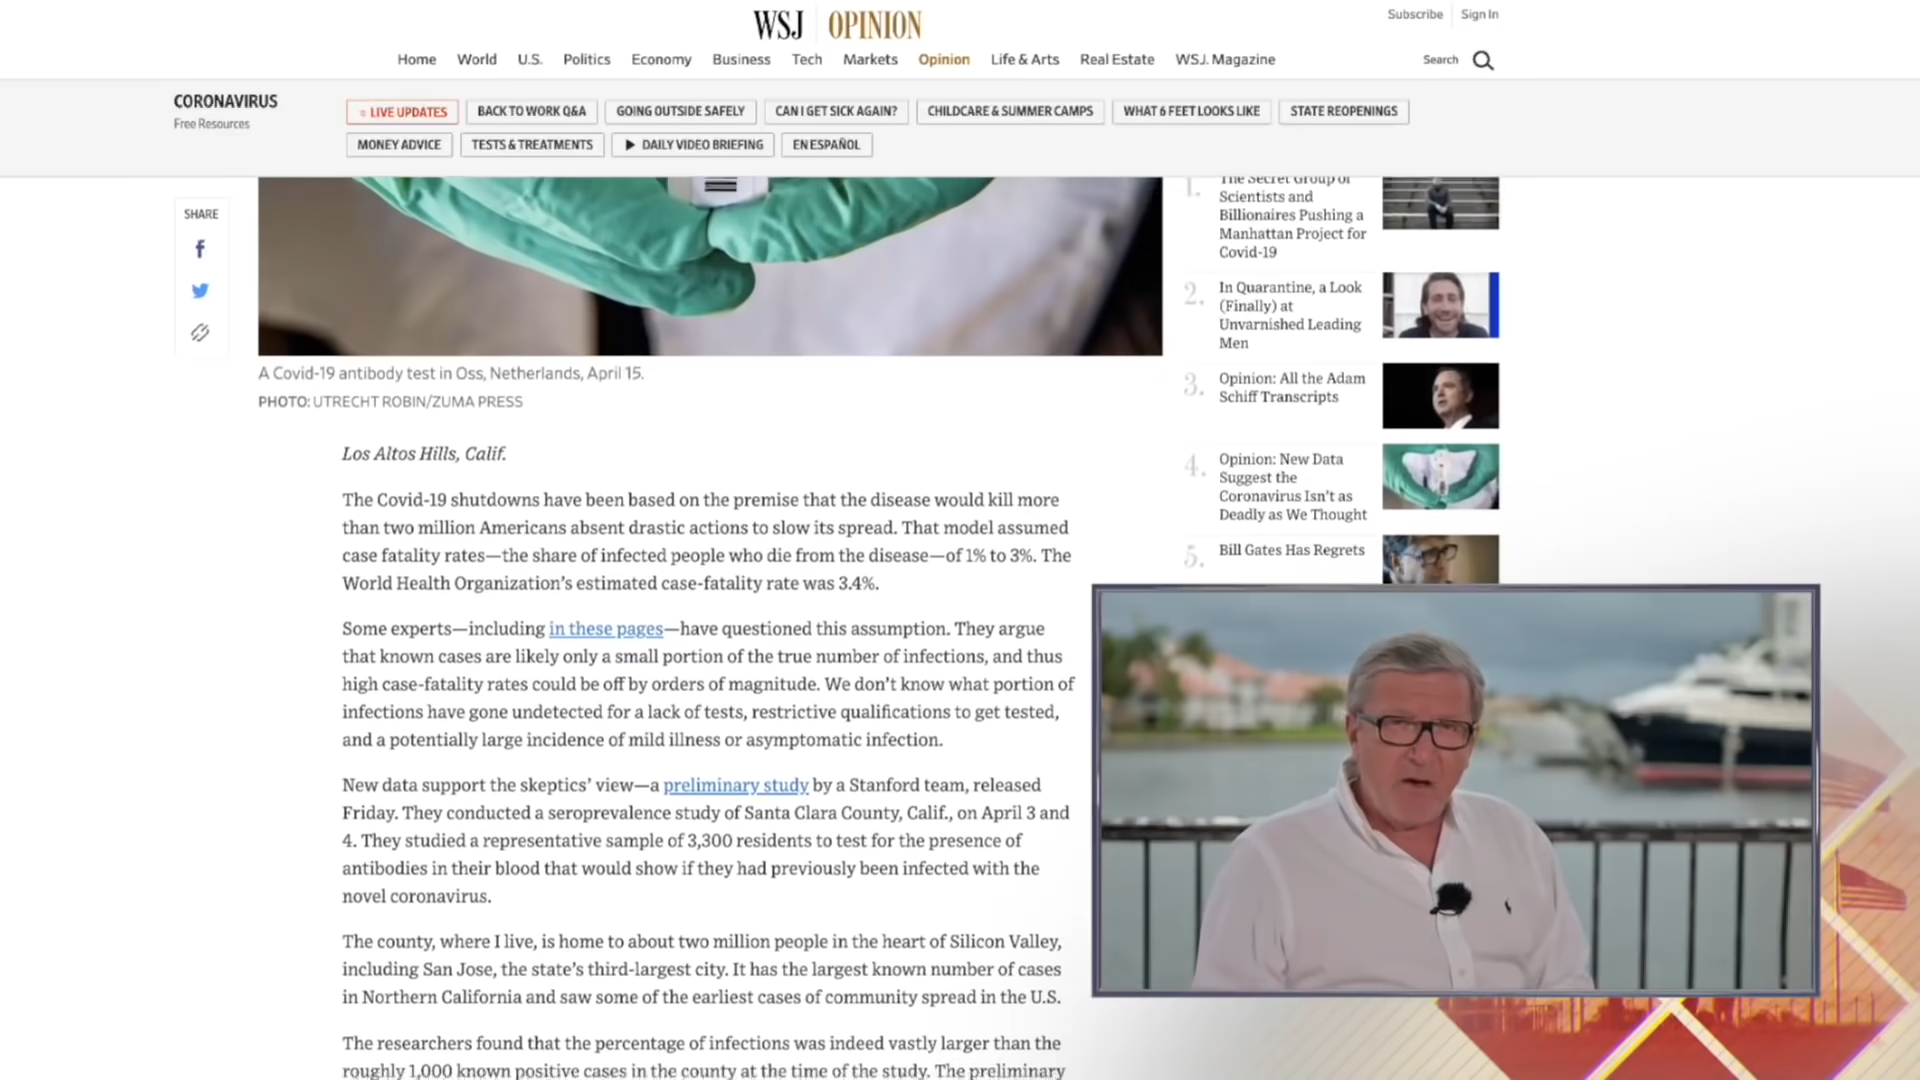 WSJ OPINION
Subscribe Sign In
Home World U.S. Politics Economy Business Tech Markets Opinion Life & Arts Real Estate WSJ. Magazine Search
CORONAVIRUS
Free Resources
LIVE UPDATES BACK TO WORK Q&A GOING OUTSIDE SAFELY CAN I GET SICK AGAIN? CHILDCARE & SUMMER CAMPS WHAT 6 FEET LOOKS LIKE STATE REOPENINGS
MONEY ADVICE TESTS & TREATMENTS DAILY VIDEO BRIEFING EN ESPAÑOL
SHARE
A Covid-19 antibody test in Oss, Netherlands, April 15.
PHOTO: UTRECHT ROBIN/ZUMA PRESS
Los Altos Hills, Calif.
The Covid-19 shutdowns have been based on the premise that the disease would kill more
than two million Americans absent drastic actions to slow its spread. That model assumed
case fatality rates—the share of infected people who die from the disease—of 1% to 3%. The
World Health Organization’s estimated case-fatality rate was 3.4%.
Some experts—including in these pages—have questioned this assumption. They argue
that known cases are likely only a small portion of the true number of infections, and thus
high case-fatality rates could be off by orders of magnitude. We don’t know what portion of
infections have gone undetected for a lack of tests, restrictive qualifications to get tested,
and a potentially large incidence of mild illness or asymptomatic infection.
New data support the skeptics’ view—a preliminary study by a Stanford team, released
Friday. They conducted a seroprevalence study of Santa Clara County, Calif., on April 3 and
4. They studied a representative sample of 3,300 residents to test for the presence of
antibodies in their blood that would show if they had previously been infected with the
novel coronavirus.
The county, where I live, is home to about two million people in the heart of Silicon Valley,
including San Jose, the state’s third-largest city. It has the largest known number of cases
in Northern California and saw some of the earliest cases of community spread in the U.S.
The researchers found that the percentage of infections was indeed vastly larger than the
roughly 1,000 known positive cases in the county at the time of the study. The preliminary
1. The Secret Group of
Scientists and
Billionaires Pushing a
Manhattan Project for
Covid-19
2. In Quarantine, a Look
(Finally) at
Unvarnished Leading
Men
3. Opinion: All the Adam
Schiff Transcripts
4. Opinion: New Data
Suggest the
Coronavirus Isn’t as
Deadly as We Thought
5. Bill Gates Has Regrets